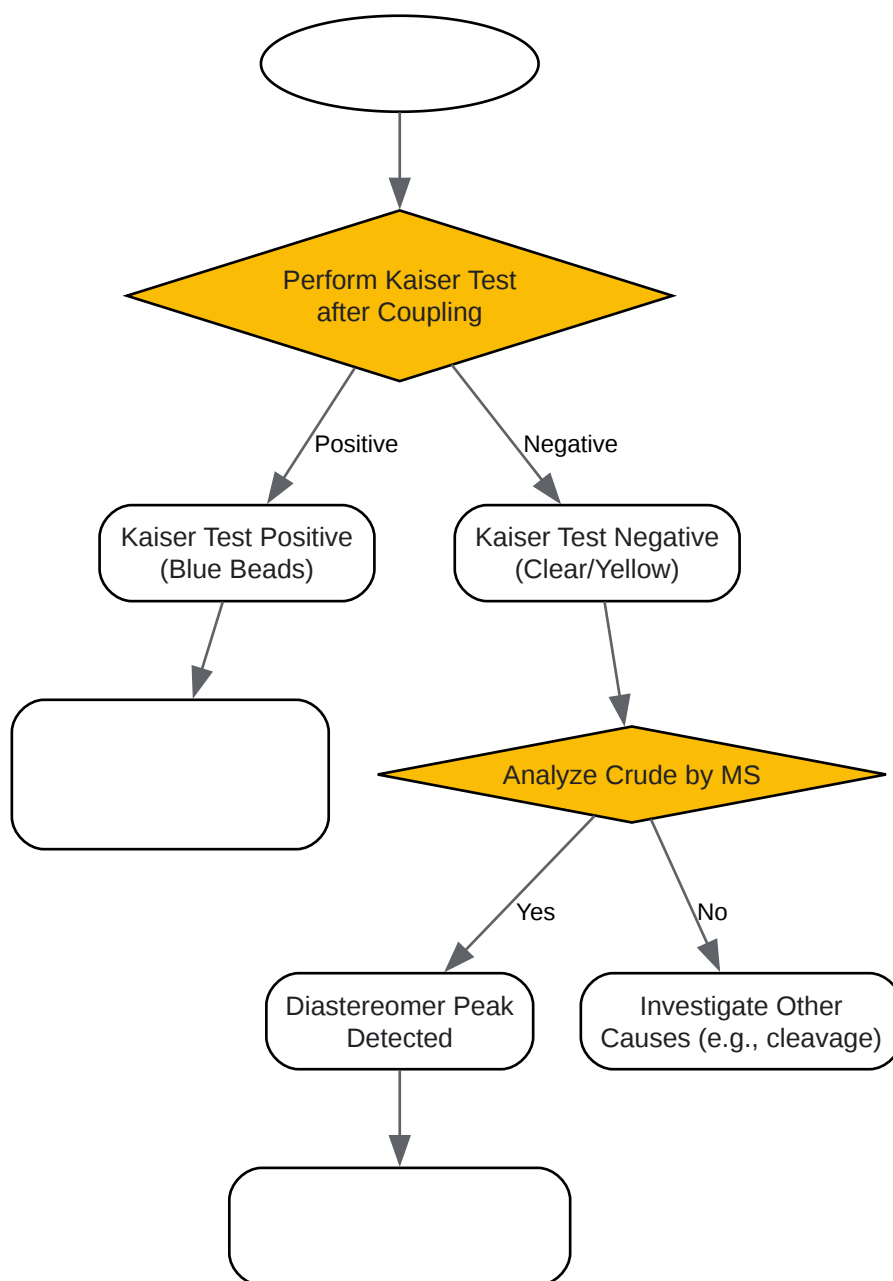 Perform Kaiser Test
after Coupling
Positive
Negative
Kaiser Test Positive
(Blue Beads)
Kaiser Test Negative
(Clear/Yellow)
Analyze Crude by MS
Yes
No
Diastereomer Peak
Detected
Investigate Other
Causes (e.g., cleavage)